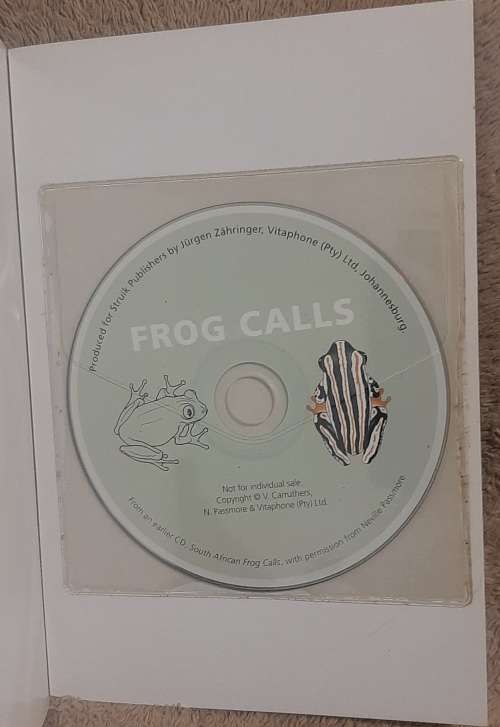 Produced for Struik Publishers by Jürgen Zähringer, Vitaphone (Pty) Ltd, Johannesburg.
FROG CALLS
Not for individual sale.
Copyright © V. Carruthers,
N. Passmore & Vitaphone (Pty) Ltd.
From an earlier CD, South African Frog Calls, with permission from Neville Passmore